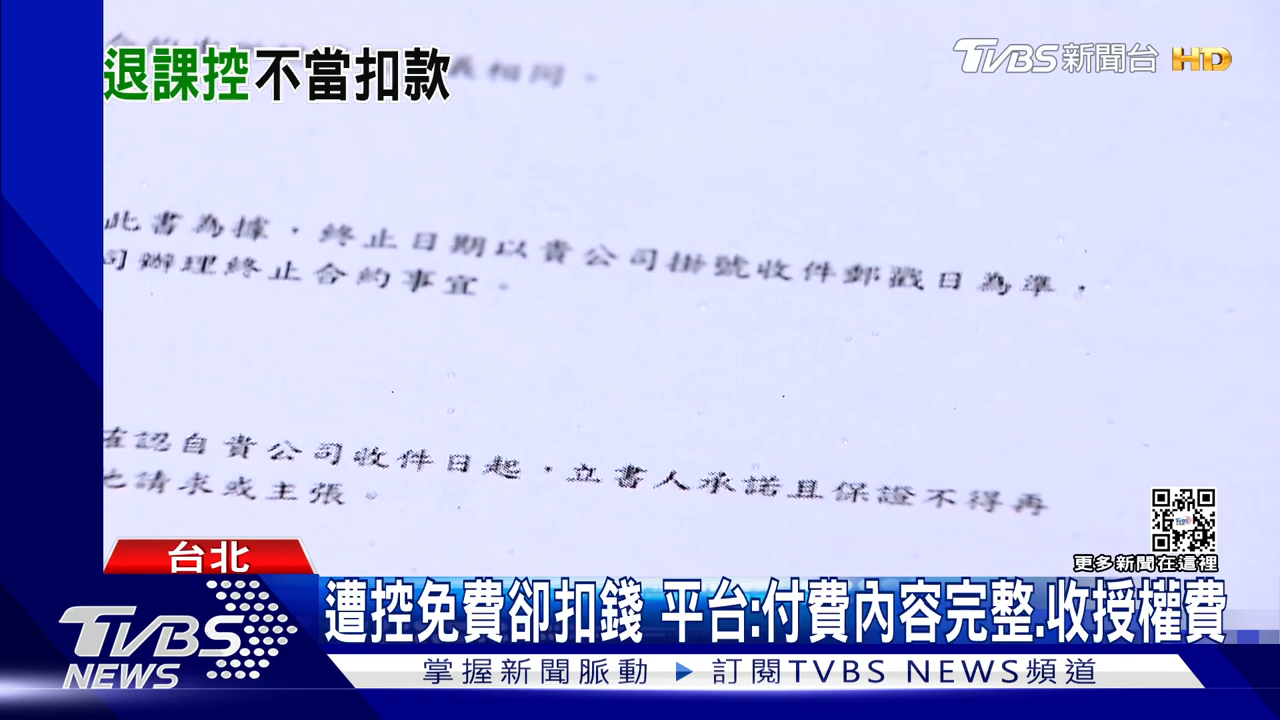 退課控不當扣款
TVBS新聞台 HD
相同。
此書為據，終止日期以貴公司掛號收件郵戳日為準，
司辦理終止合約事宜。
確認自貴公司收件日起，立書人承諾且保證不得再
請求或主張。
更多新聞在這裡
台北
遭控免費卻扣錢 平台:付費內容完整.收授權費
TVBS NEWS
掌握新聞脈動 訂閱TVBS NEWS頻道